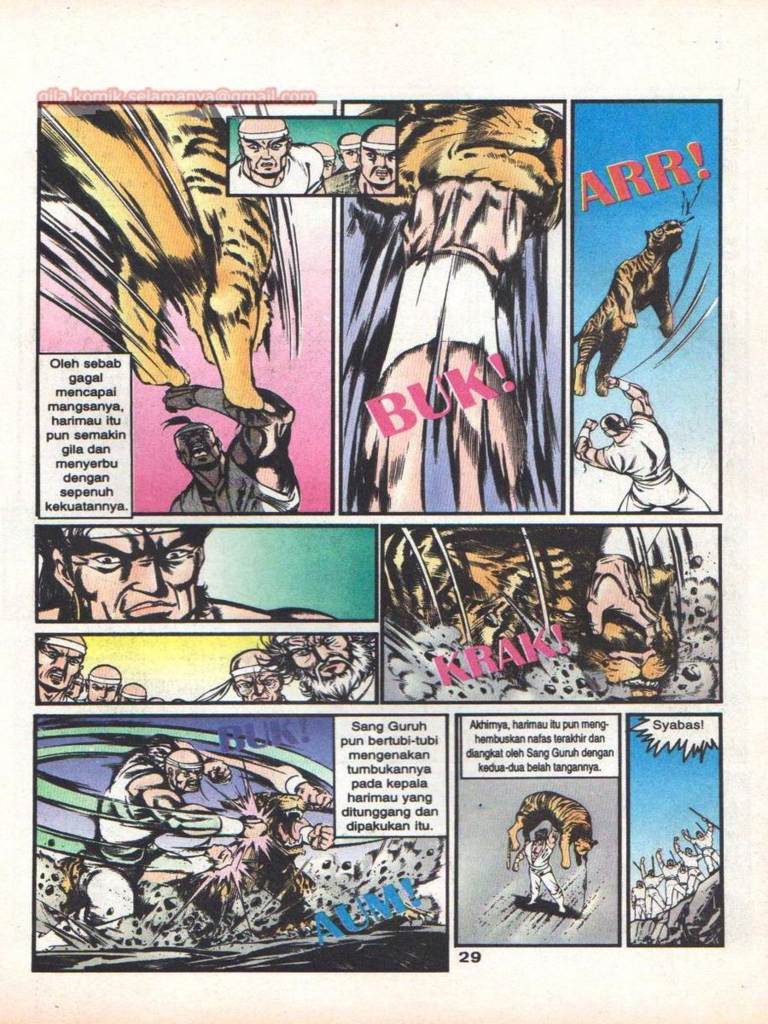 gila.komik.selamanya@gmail.com
Oleh sebab
gagal
mencapai
mangsanya,
harimau itu
pun semakin
gila dan
menyerbu
dengan
sepenuh
kekuatannya.
BUK!
ARR!
KRAK!
BUK!
Sang Guruh
pun bertubi-tubi
mengenakan
tumbukannya
pada kepala
harimau yang
ditunggang dan
dipakukan itu.
AUM!
Akhirnya, harimau itu pun meng-
hembuskan nafas terakhir dan
diangkat oleh Sang Guruh dengan
kedua-dua belah tangannya.
Syabas!
29